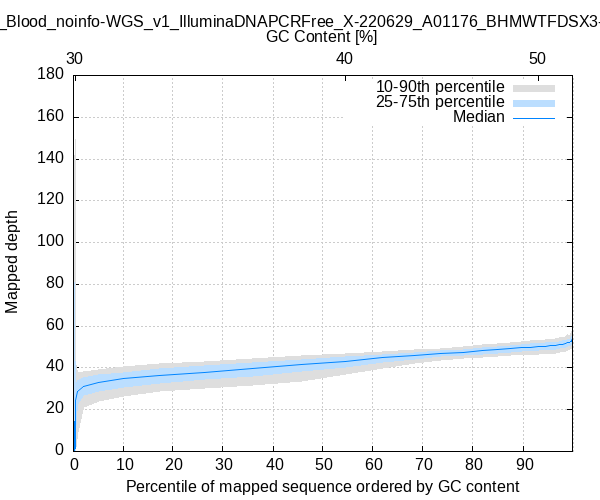 _Blood_noinfo-WGS_v1_IlluminaDNAPCRFree_X-220629_A01176_BHMWTFDSX3-
GC Content [%]
30 40 50
180
160
140
120
100
80
60
40
20
0
Mapped depth
10-90th percentile
25-75th percentile
Median
0 10 20 30 40 50 60 70 80 90
Percentile of mapped sequence ordered by GC content